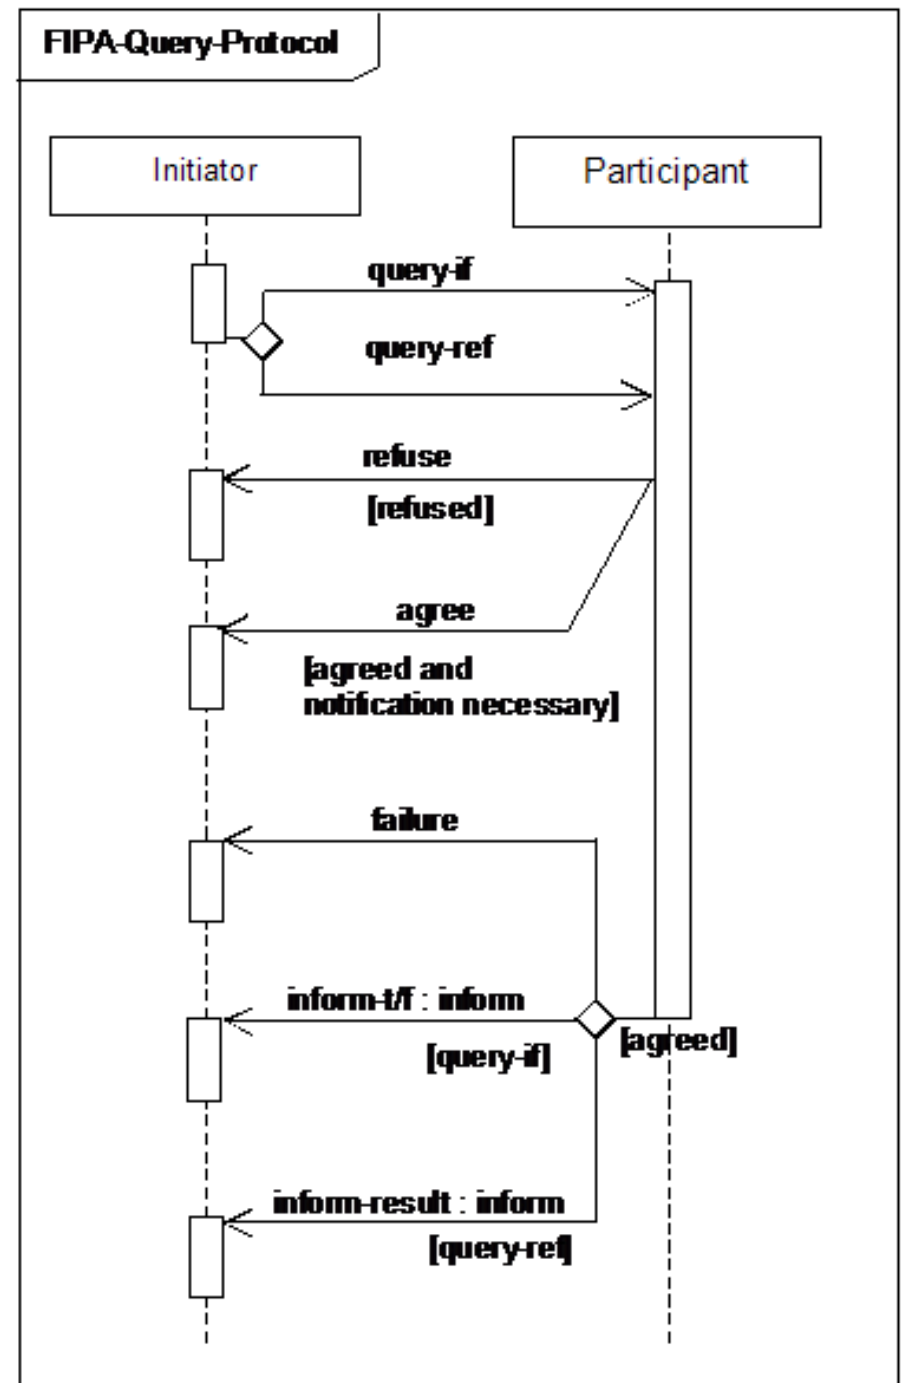 FIPA-Query-Protocol
Initiator
Participant
query-if
query-ref
refuse
[refused]
agree
[agreed and
notification necessary]
failure
inform-t/f : inform
[query-if]
[agreed]
inform-result : inform
[query-ref]